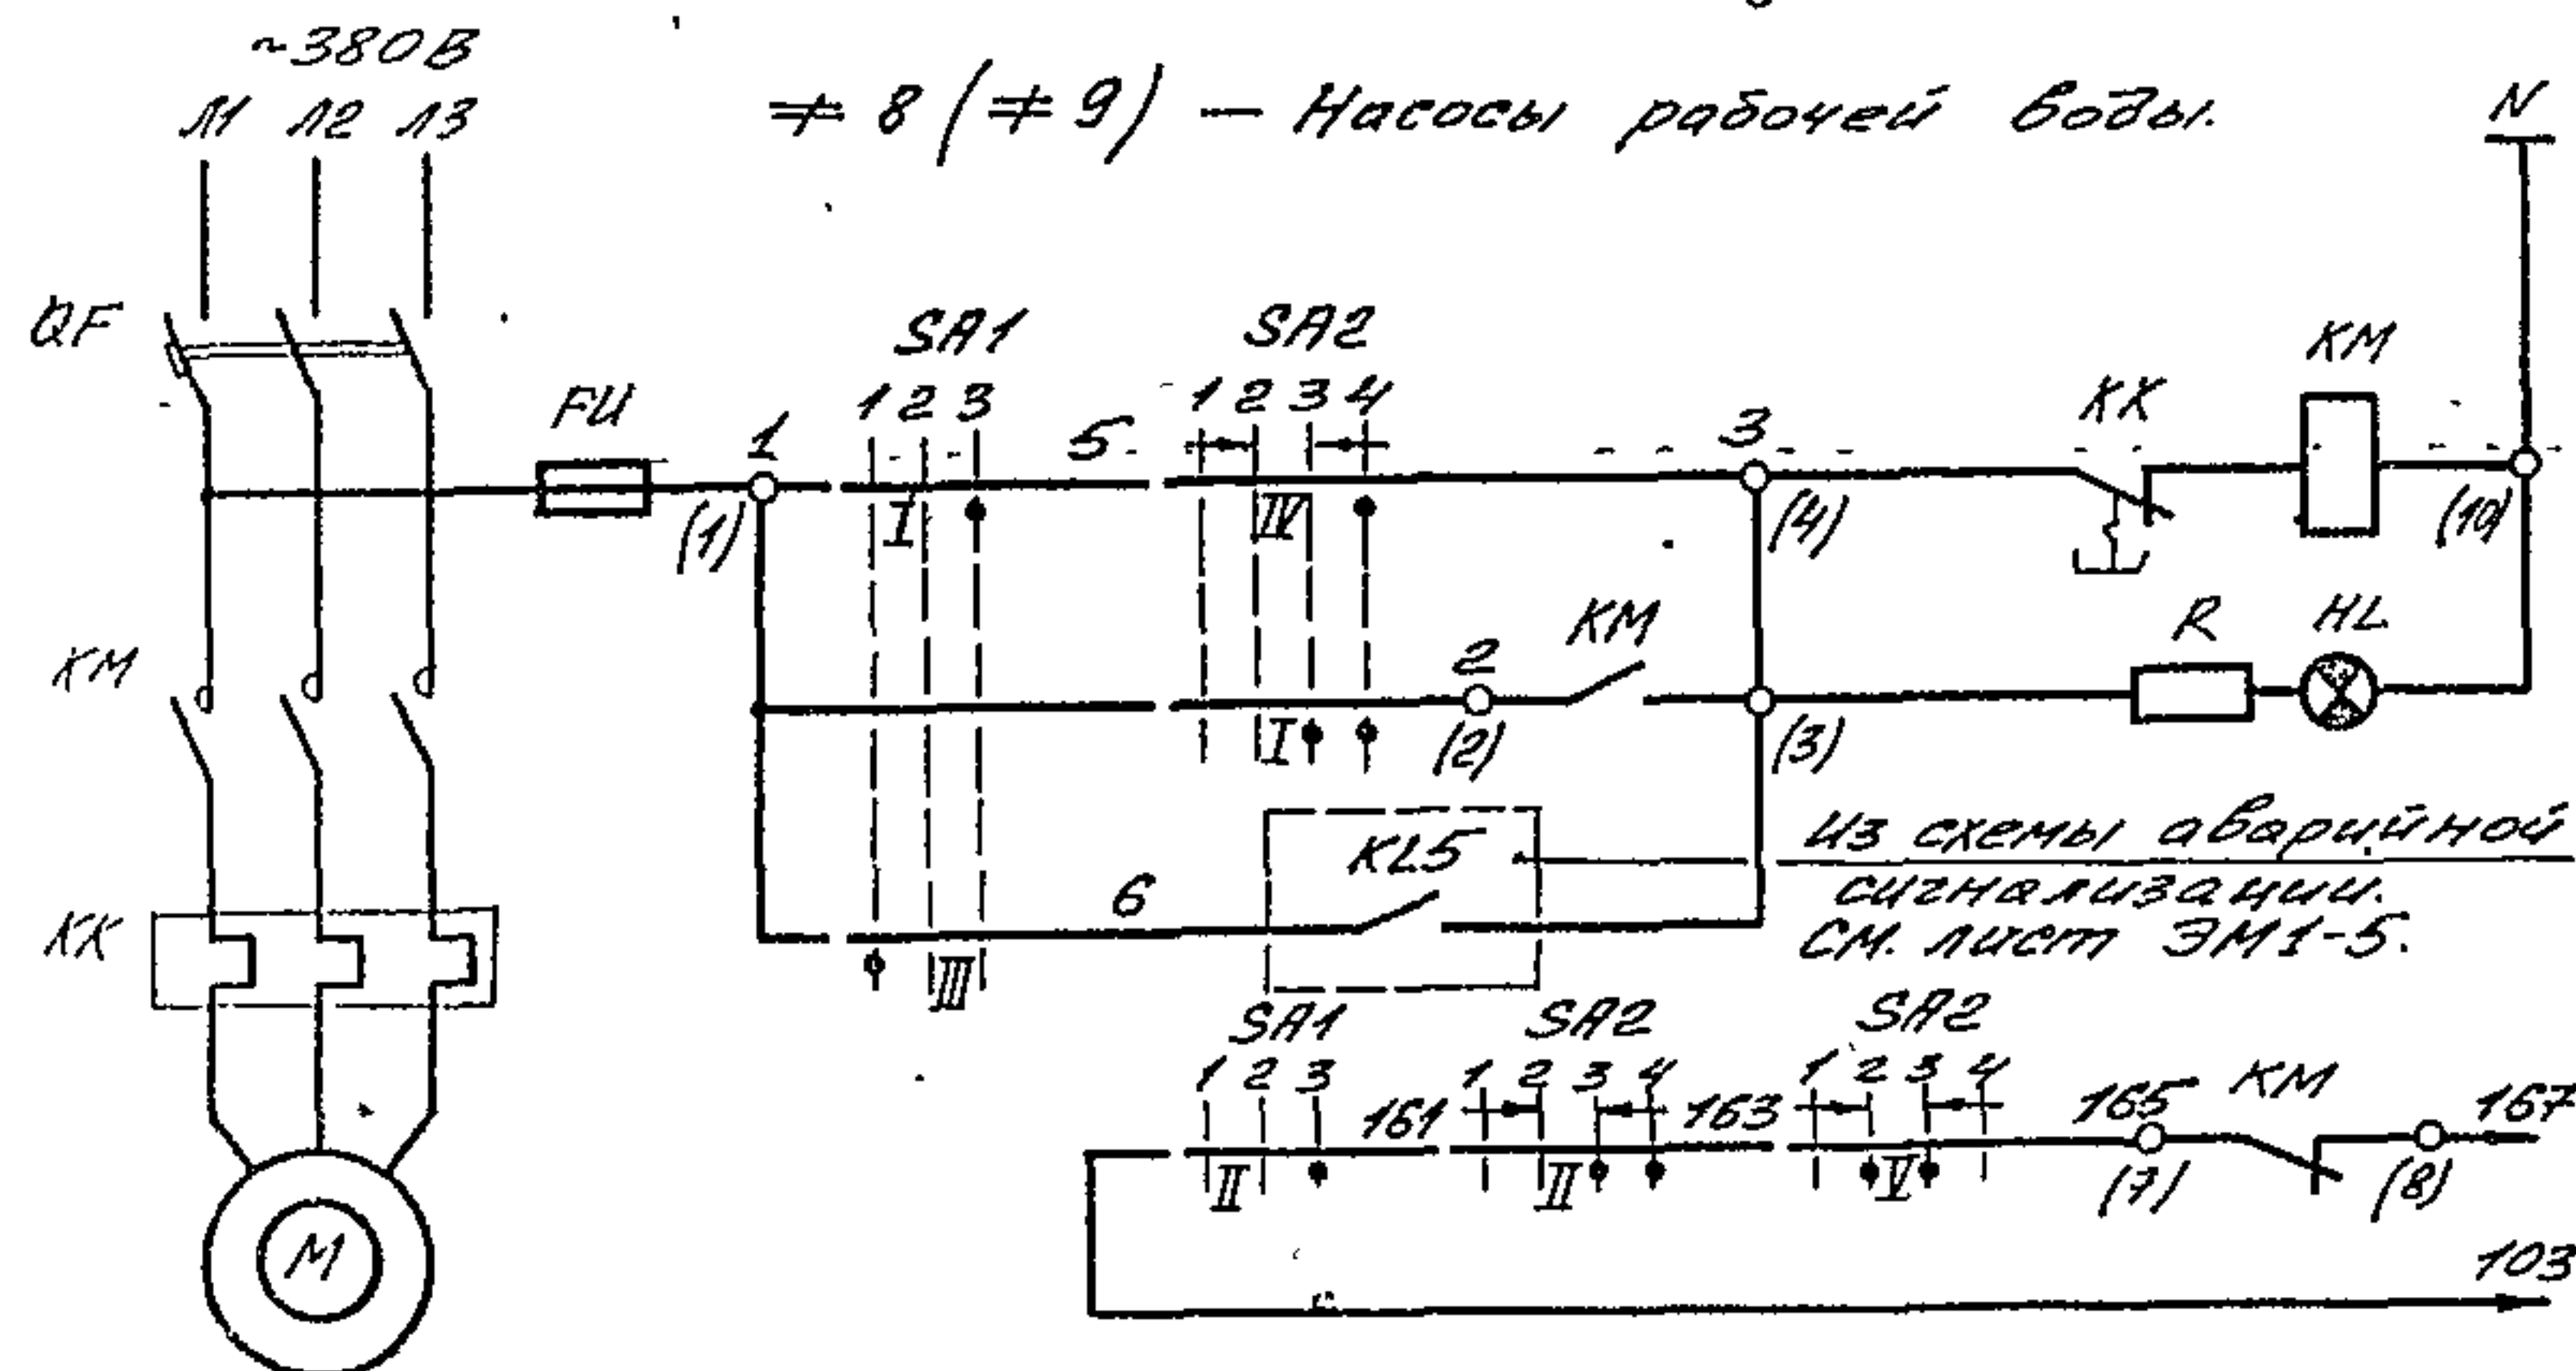 ~380В
Л1 Л2 Л3
≠8 (≠9) — Насосы рабочей воды.
N
QF
SA1
SA2
KM
FU
1
1 2 3
5
1 2 3 4
3
KK
(1)
I
IV
(4)
(10)
KM
2
KM
R
HL
I
(2)
(3)
KK
6
KL5
Из схемы аварийной
сигнализации.
См. лист ЭМ1-5.
III
SA1
SA2
SA2
1 2 3
161
1 2 3 4
163
1 2 3 4
165
KM
167
II
II
V
(7)
(8)
M
103